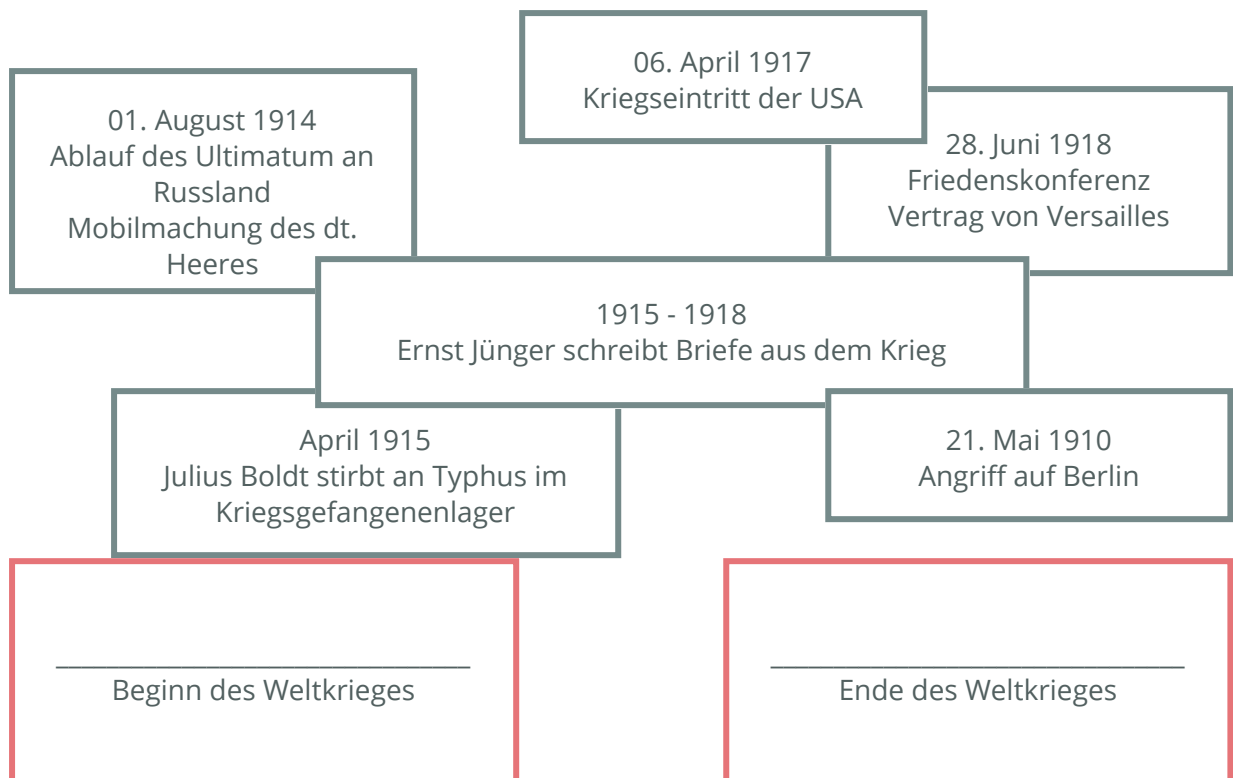 06. April 1917
Kriegseintritt der USA
01. August 1914
Ablauf des Ultimatum an
Russland
Mobilmachung des dt.
Heeres
28. Juni 1918
Friedenskonferenz
Vertrag von Versailles
1915 - 1918
Ernst Jünger schreibt Briefe aus dem Krieg
April 1915
Julius Boldt stirbt an Typhus im
Kriegsgefangenenlager
21. Mai 1910
Angriff auf Berlin
Beginn des Weltkrieges
Ende des Weltkrieges